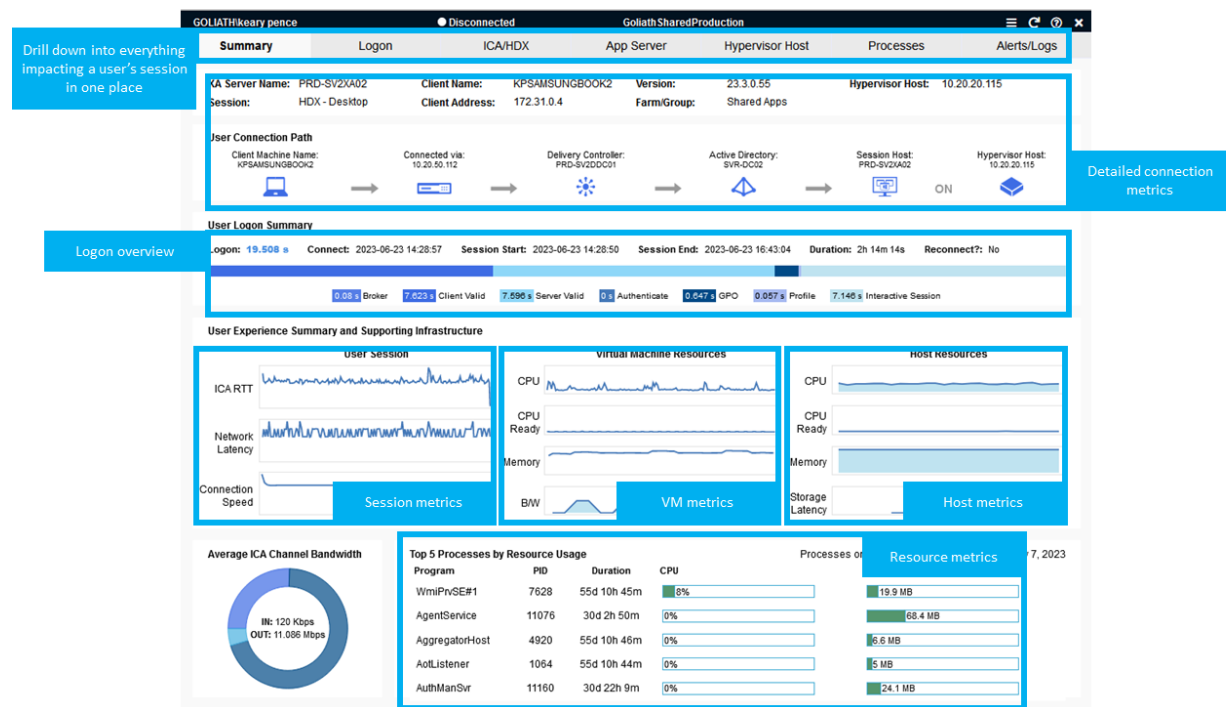 GOLIATH\keary pence Disconnected GoliathSharedProduction
Drill down into everything
impacting a user's session
in one place
Summary Logon ICA/HDX App Server Hypervisor Host Processes Alerts/Logs
XA Server Name: PRD-SV2XA02 Client Name: KPSAMSUNGBOOK2 Version: 23.3.0.55 Hypervisor Host: 10.20.20.115
Session: HDX - Desktop Client Address: 172.31.0.4 Farm/Group: Shared Apps
User Connection Path
Client Machine Name: Connected via: Delivery Controller: Active Directory: Session Host: Hypervisor Host:
KPSAMSUNGBOOK2 10.20.50.112 PRD-SV2DDC01 SVR-DC02 PRD-SV2XA02 10.20.20.115
ON
Detailed connection
metrics
User Logon Summary
Logon overview
Logon: 19.508 s Connect: 2023-06-23 14:28:57 Session Start: 2023-06-23 14:28:50 Session End: 2023-06-23 16:43:04 Duration: 2h 14m 14s Reconnect?: No
0.08 s Broker 7.623 s Client Valid 7.596 s Server Valid 0 s Authenticate 0.647 s GPO 0.057 s Profile 7.146 s Interactive Session
User Experience Summary and Supporting Infrastructure
User Session
ICA RTT
Network
Latency
Connection
Speed
Session metrics
Virtual Machine Resources
CPU
CPU
Ready
Memory
B/W
VM metrics
Host Resources
CPU
CPU
Ready
Memory
Storage
Latency
Host metrics
Average ICA Channel Bandwidth
IN: 120 Kbps
OUT: 11.086 Mbps
Top 5 Processes by Resource Usage Processes on 7, 2023
Resource metrics
Program PID Duration CPU
WmiPrvSE#1 7628 55d 10h 45m 8% 19.9 MB
AgentService 11076 30d 2h 50m 0% 68.4 MB
AggregatorHost 4920 55d 10h 46m 0% 6.6 MB
AotListener 1064 55d 10h 44m 0% 5 MB
AuthManSvr 11160 30d 22h 9m 0% 24.1 MB